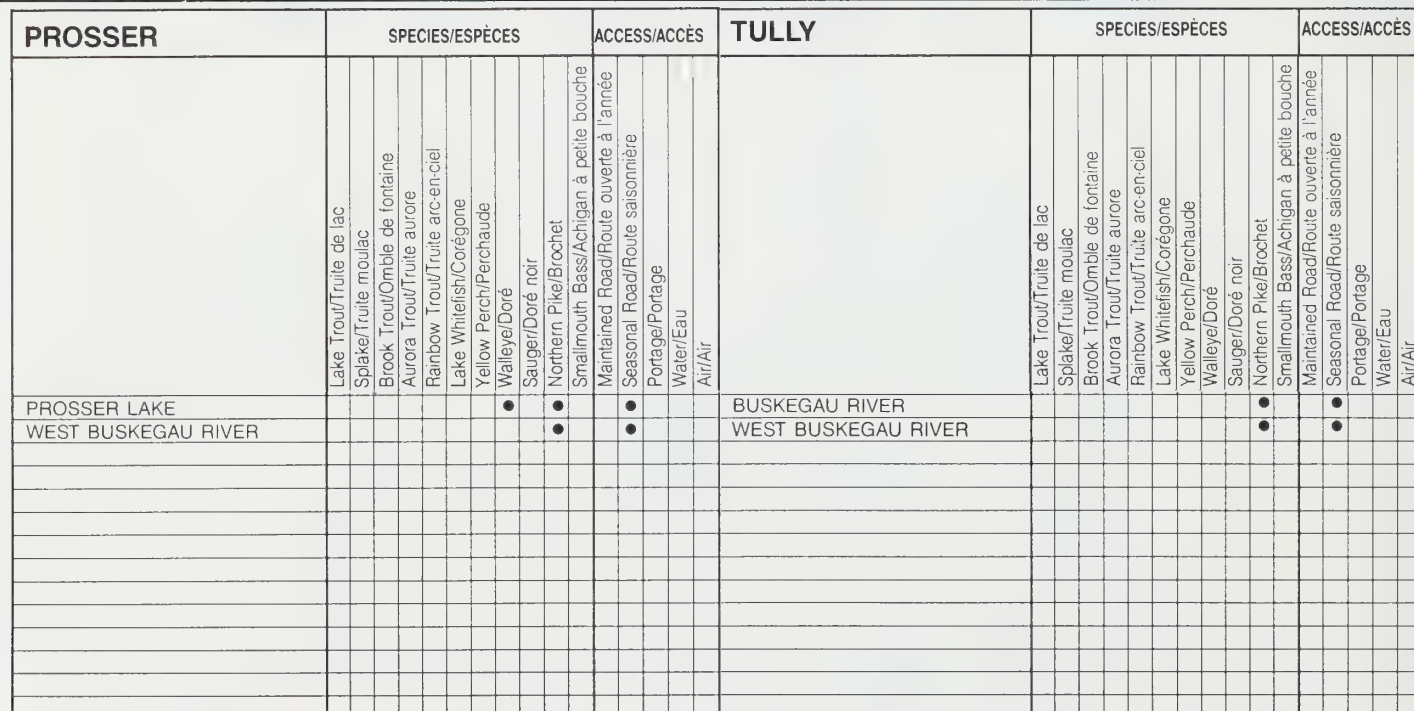 PROSSER
SPECIES/ESPÈCES
ACCESS/ACCÈS
Lake Trout/Truite de lac
Splake/Truite moulac
Brook Trout/Omble de fontaine
Aurora Trout/Truite aurore
Rainbow Trout/Truite arc-en-ciel
Lake Whitefish/Corégone
Yellow Perch/Perchaude
Walleye/Doré
Sauger/Doré noir
Northern Pike/Brochet
Smallmouth Bass/Achigan à petite bouche
Maintained Road/Route ouverte à l'année
Seasonal Road/Route saisonnière
Portage/Portage
Water/Eau
Air/Air
PROSSER LAKE ● ● ●
WEST BUSKEGAU RIVER ● ●
TULLY
SPECIES/ESPÈCES
ACCESS/ACCÈS
Lake Trout/Truite de lac
Splake/Truite moulac
Brook Trout/Omble de fontaine
Aurora Trout/Truite aurore
Rainbow Trout/Truite arc-en-ciel
Lake Whitefish/Corégone
Yellow Perch/Perchaude
Walleye/Doré
Sauger/Doré noir
Northern Pike/Brochet
Smallmouth Bass/Achigan à petite bouche
Maintained Road/Route ouverte à l'année
Seasonal Road/Route saisonnière
Portage/Portage
Water/Eau
Air/Air
BUSKEGAU RIVER ● ●
WEST BUSKEGAU RIVER ● ●